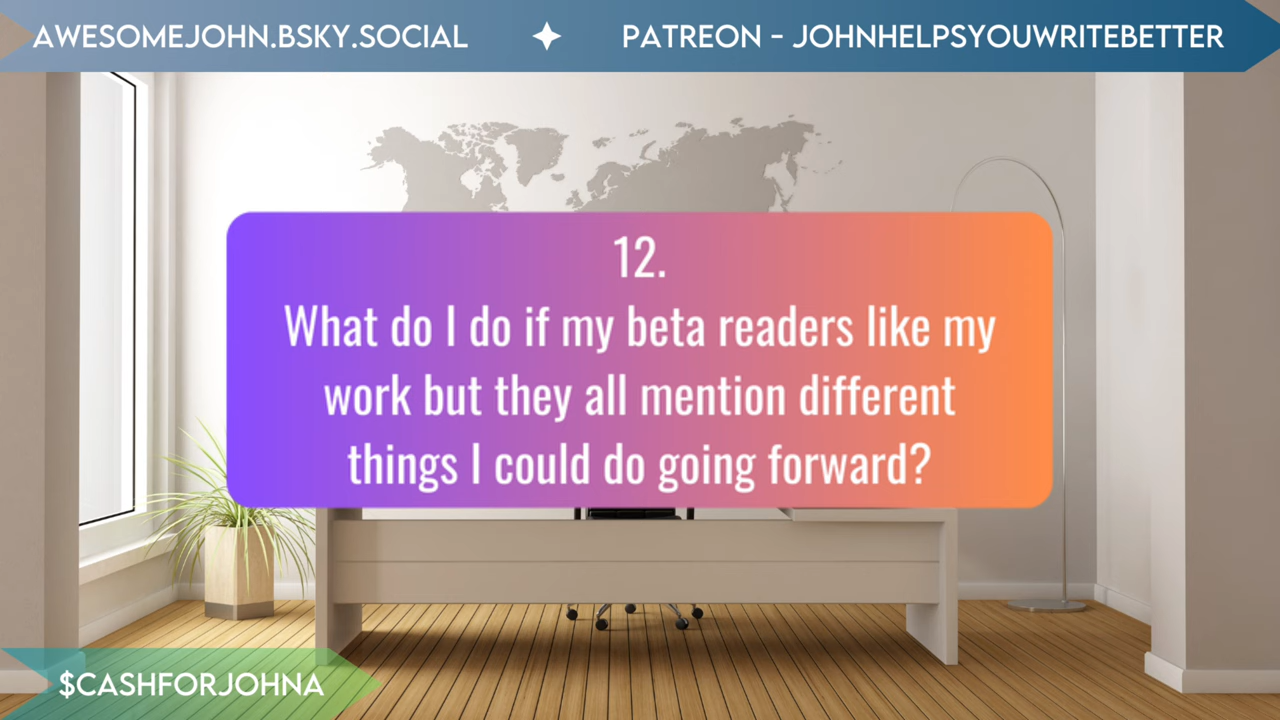 AWESOMEJOHN.BSKY.SOCIAL
PATREON - JOHNHELPSYOUWRITEBETTER
12.
What do I do if my beta readers like my
work but they all mention different
things I could do going forward?
$CASHFORJOHNA